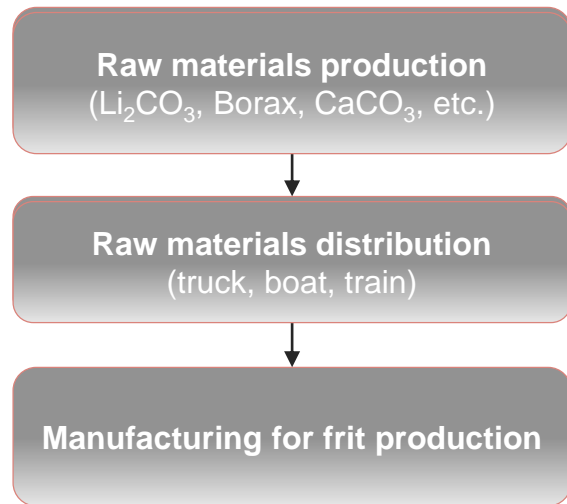 Raw materials production
(Li₂CO₃, Borax, CaCO₃, etc.)
Raw materials distribution
(truck, boat, train)
Manufacturing for frit production